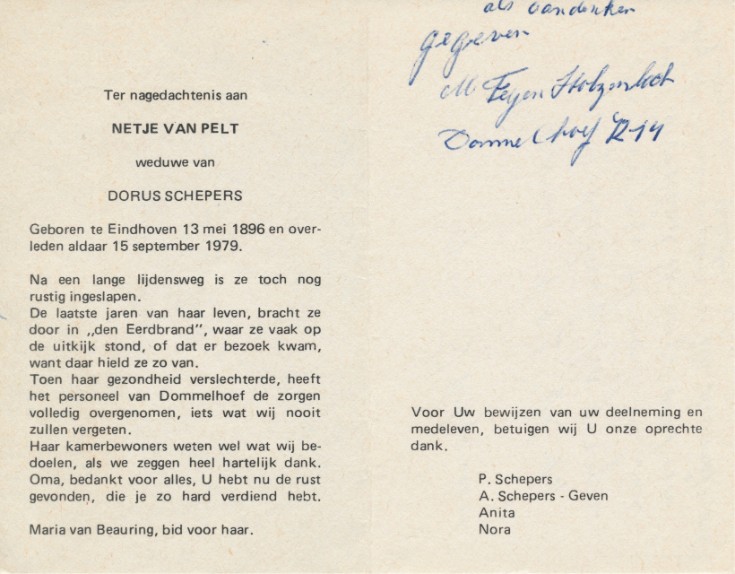 Ter nagedachtenis aan
NETJE VAN PELT
weduwe van
DORUS SCHEPERS
Geboren te Eindhoven 13 mei 1896 en over-
leden aldaar 15 september 1979.
Na een lange lijdensweg is ze toch nog
rustig ingeslapen.
De laatste jaren van haar leven, bracht ze
door in „den Eerdbrand", waar ze vaak op
de uitkijk stond, of dat er bezoek kwam,
want daar hield ze zo van.
Toen haar gezondheid verslechterde, heeft
het personeel van Dommelhoef de zorgen
volledig overgenomen, iets wat wij nooit
zullen vergeten.
Haar kamerbewoners weten wel wat wij be-
doelen, als we zeggen heel hartelijk dank.
Oma, bedankt voor alles, U hebt nu de rust
gevonden, die je zo hard verdiend hebt.
Maria van Beauring, bid voor haar.
als aandenken
gegeven
M Feyen
Dommelhoef
Voor Uw bewijzen van uw deelneming en
medeleven, betuigen wij U onze oprechte
dank.
P. Schepers
A. Schepers - Geven
Anita
Nora